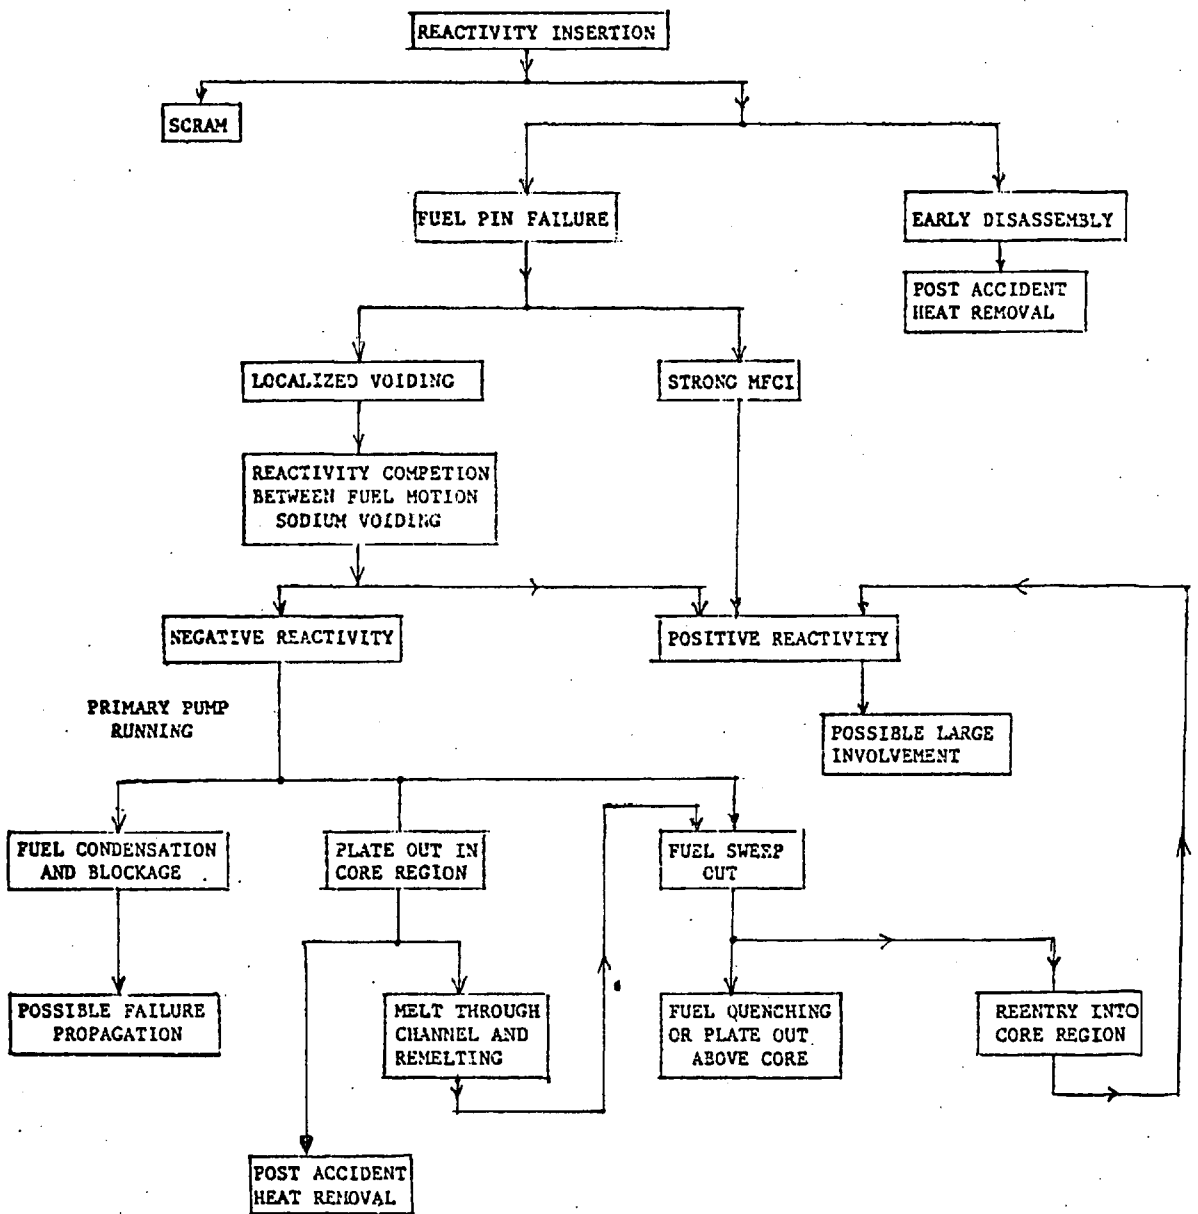 REACTIVITY INSERTION
SCRAM
FUEL PIN FAILURE
EARLY DISASSEMBLY
POST ACCIDENT
HEAT REMOVAL
LOCALIZED VOIDING
STRONG MFCI
REACTIVITY COMPETION
BETWEEN FUEL MOTION
SODIUM VOIDING
NEGATIVE REACTIVITY
POSITIVE REACTIVITY
PRIMARY PUMP
RUNNING
POSSIBLE LARGE
INVOLVEMENT
FUEL CONDENSATION
AND BLOCKAGE
PLATE OUT IN
CORE REGION
FUEL SWEEP
OUT
POSSIBLE FAILURE
PROPAGATION
MELT THROUGH
CHANNEL AND
REMELTING
FUEL QUENCHING
OR PLATE OUT
ABOVE CORE
REENTRY INTO
CORE REGION
POST ACCIDENT
HEAT REMOVAL